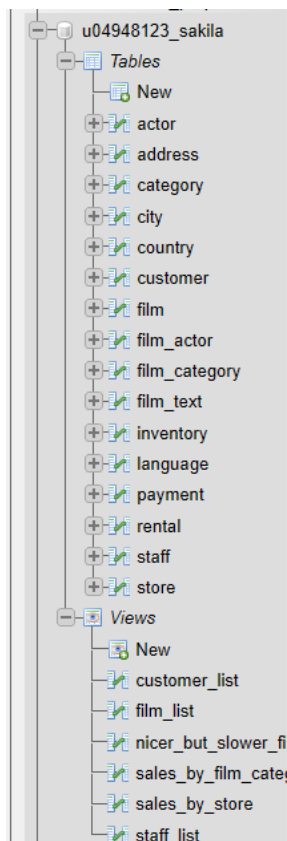 u04948123_sakila
Tables
New
actor
address
category
city
country
customer
film
film_actor
film_category
film_text
inventory
language
payment
rental
staff
store
Views
New
customer_list
film_list
nicer_but_slower_fi
sales_by_film_categ
sales_by_store
staff_list